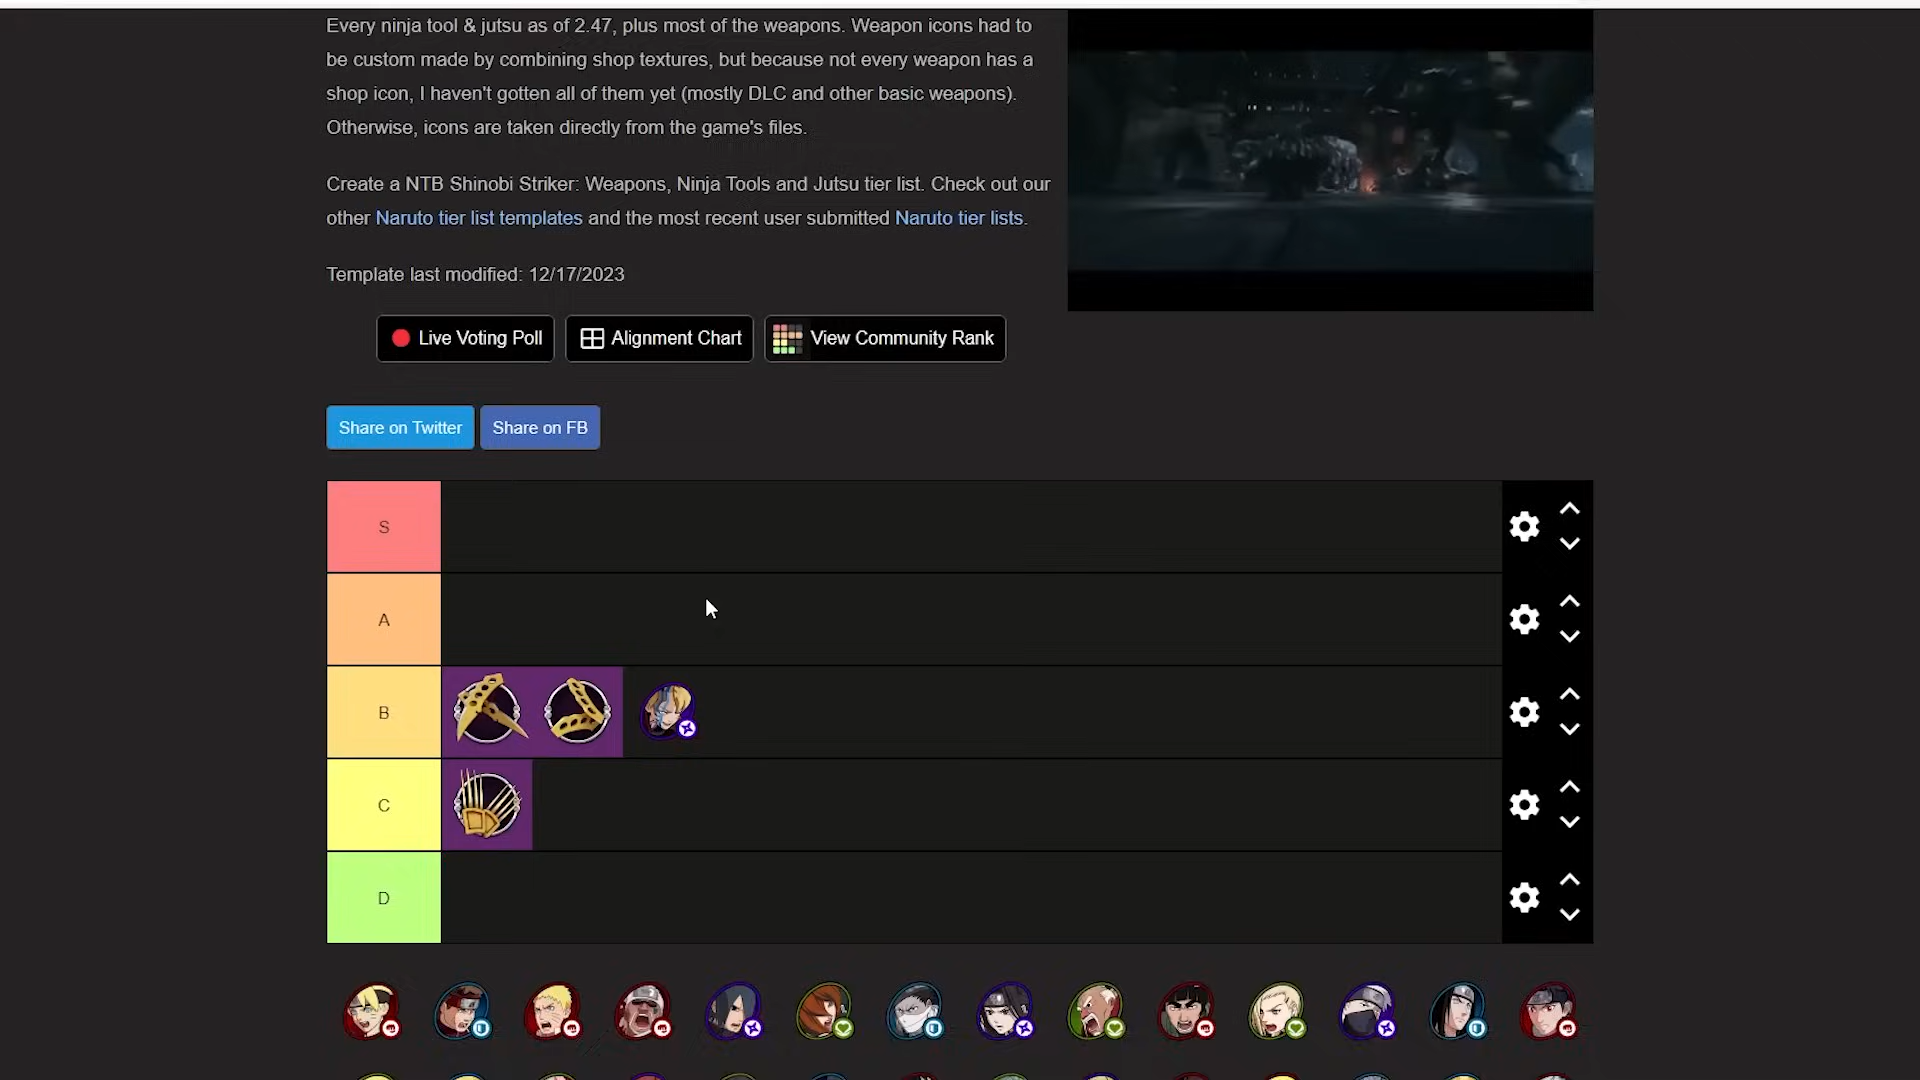 Every ninja tool & jutsu as of 2.47, plus most of the weapons. Weapon icons had to
be custom made by combining shop textures, but because not every weapon has a
shop icon, I haven't gotten all of them yet (mostly DLC and other basic weapons).
Otherwise, icons are taken directly from the game's files.
Create a NTB Shinobi Striker: Weapons, Ninja Tools and Jutsu tier list. Check out our
other Naruto tier list templates and the most recent user submitted Naruto tier lists.
Template last modified: 12/17/2023
Live Voting Poll
Alignment Chart
View Community Rank
Share on Twitter
Share on FB
S
A
B
C
D